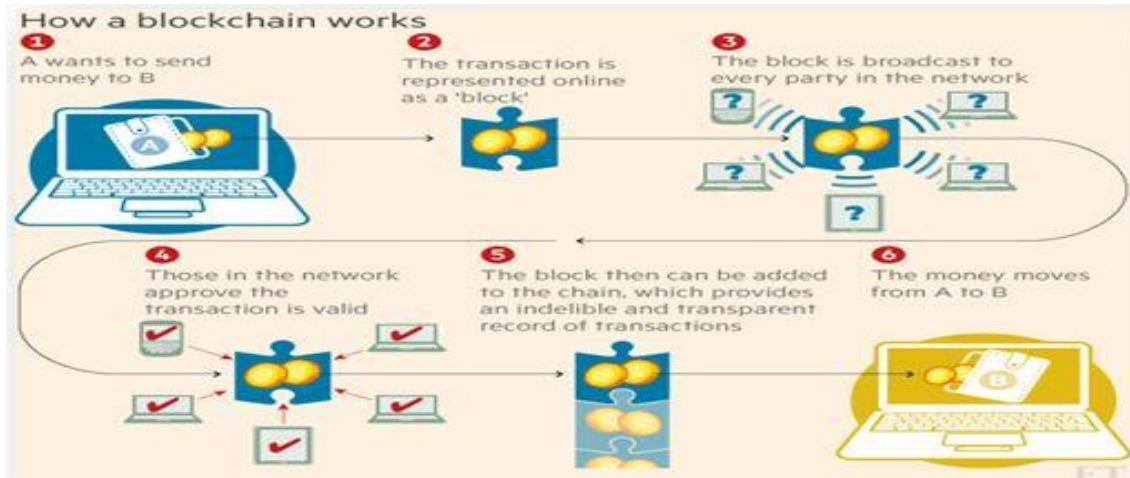 How a blockchain works
1
A wants to send
money to B
A
2
The transaction is
represented online
as a 'block'
3
The block is broadcast to
every party in the network
?
?
?
?
?
4
Those in the network
approve the
transaction is valid
5
The block then can be added
to the chain, which provides
an indelible and transparent
record of transactions
6
The money moves
from A to B
B
FT